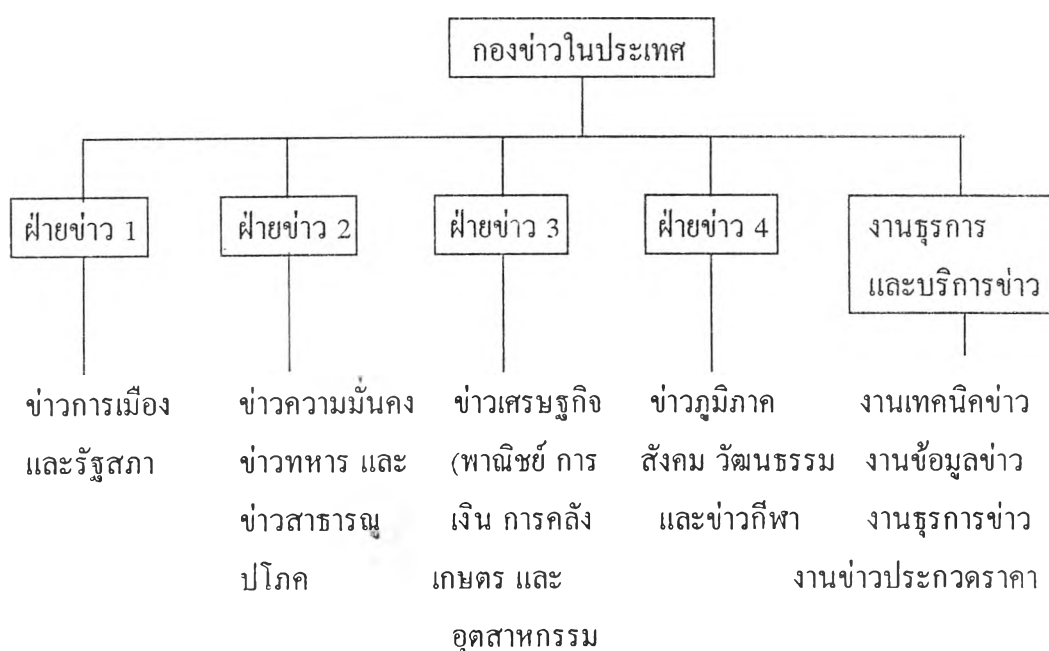 กองข่าวในประเทศ
ฝ่ายข่าว 1
ฝ่ายข่าว 2
ฝ่ายข่าว 3
ฝ่ายข่าว 4
งานธุรการ
และบริการข่าว
ข่าวการเมือง
และรัฐสภา
ข่าวความมั่นคง
ข่าวทหาร และ
ข่าวสาธารณู
ปโภค
ข่าวเศรษฐกิจ
(พาณิชย์ การ
เงิน การคลัง
เกษตร และ
อุตสาหกรรม
ข่าวภูมิภาค
สังคม วัฒนธรรม
และข่าวกีฬา
งานเทคนิคข่าว
งานข้อมูลข่าว
งานธุรการข่าว
งานข่าวประกวดราคา